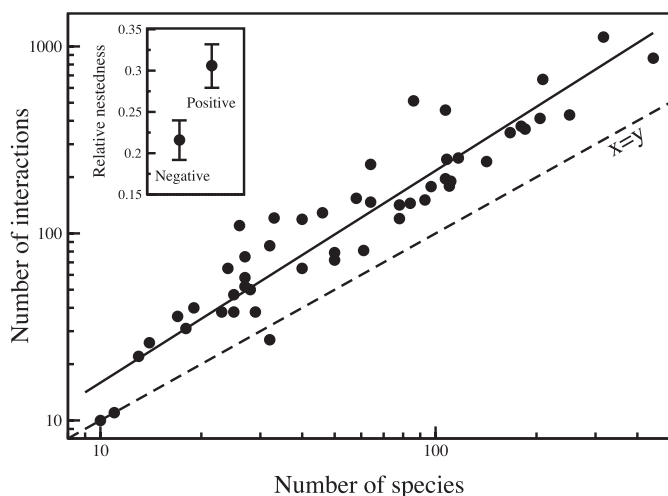 0.35
1000
0.3
Relative nestedness
Positive
0.25
0.2
Negative
0.15
x=y
Number of interactions
100
10
10
100
Number of species